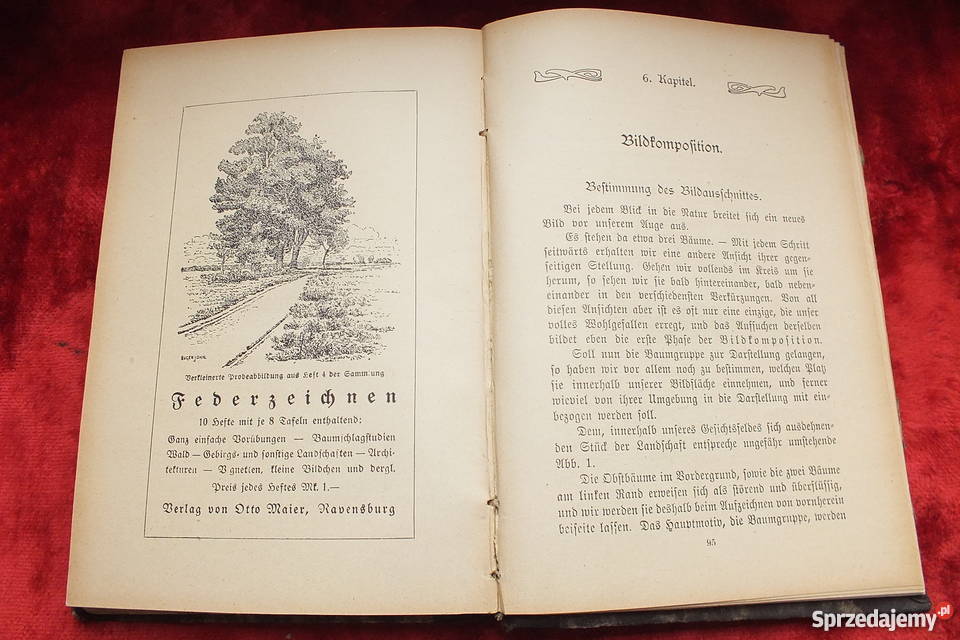 EUGEN JOHN.
Verkleinerte Probeabbildung aus Heft 4 der Sammlung
Federzeichnen
10 Hefte mit je 8 Tafeln enthaltend:
Ganz einfache Vorübungen — Baumschlagstudien
Wald — Gebirgs- und sonstige Landschaften — Archi-
tekturen — Vignetten, kleine Bildchen und dergl.
Preis jedes Heftes Mk. 1.—
Verlag von Otto Maier, Ravensburg
6. Kapitel.
Bildkomposition.
Bestimmung des Bildausschnittes.
Bei jedem Blick in die Natur breitet sich ein neues
Bild vor unserem Auge aus.
Es stehen da etwa drei Bäume. — Mit jedem Schritt
seitwärts erhalten wir eine andere Ansicht ihrer gegen-
seitigen Stellung. Gehen wir vollends im Kreis um sie
herum, so sehen wir sie bald hintereinander, bald neben-
einander in den verschiedensten Verkürzungen. Von all
diesen Ansichten aber ist es oft nur eine einzige, die unser
volles Wohlgefallen erregt, und das Aufsuchen derselben
bildet eben die erste Phase der Bildkomposition.
Soll nun die Baumgruppe zur Darstellung gelangen,
so haben wir vor allem noch zu bestimmen, welchen Platz
sie innerhalb unserer Bildfläche einnehmen, und ferner
wieviel von ihrer Umgebung in die Darstellung mit ein-
bezogen werden soll.
Dem, innerhalb unseres Gesichtsfeldes sich ausdehnen-
den Stück der Landschaft entspreche ungefähr umstehende
Abb. 1.
Die Obstbäume im Vordergrund, sowie die zwei Bäume
am linken Rand erweisen sich als störend und überflüssig,
und wir werden sie deshalb beim Aufzeichnen von vornherein
beiseite lassen. Das Hauptmotiv, die Baumgruppe, werden
95
Sprzedajemy.pl